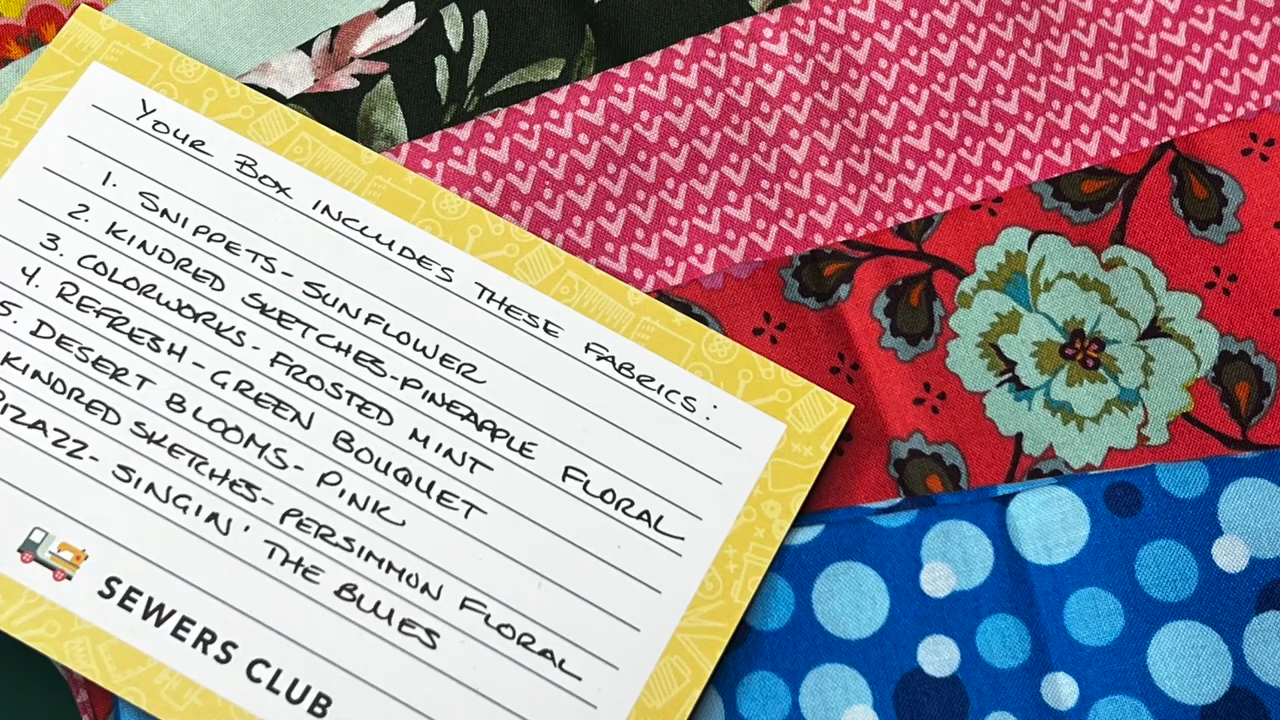 YOUR BOX INCLUDES THESE FABRICS:
1. SNIPPETS - SUNFLOWER
2. KINDRED SKETCHES - PINEAPPLE FLORAL
3. COLORWORKS - FROSTED MINT
4. REFRESH - GREEN BOUQUET
5. DESERT BLOOMS - PINK
KINDRED SKETCHES - PERSIMMON FLORAL
PIZAZZ - SINGIN' THE BLUES
SEWERS CLUB